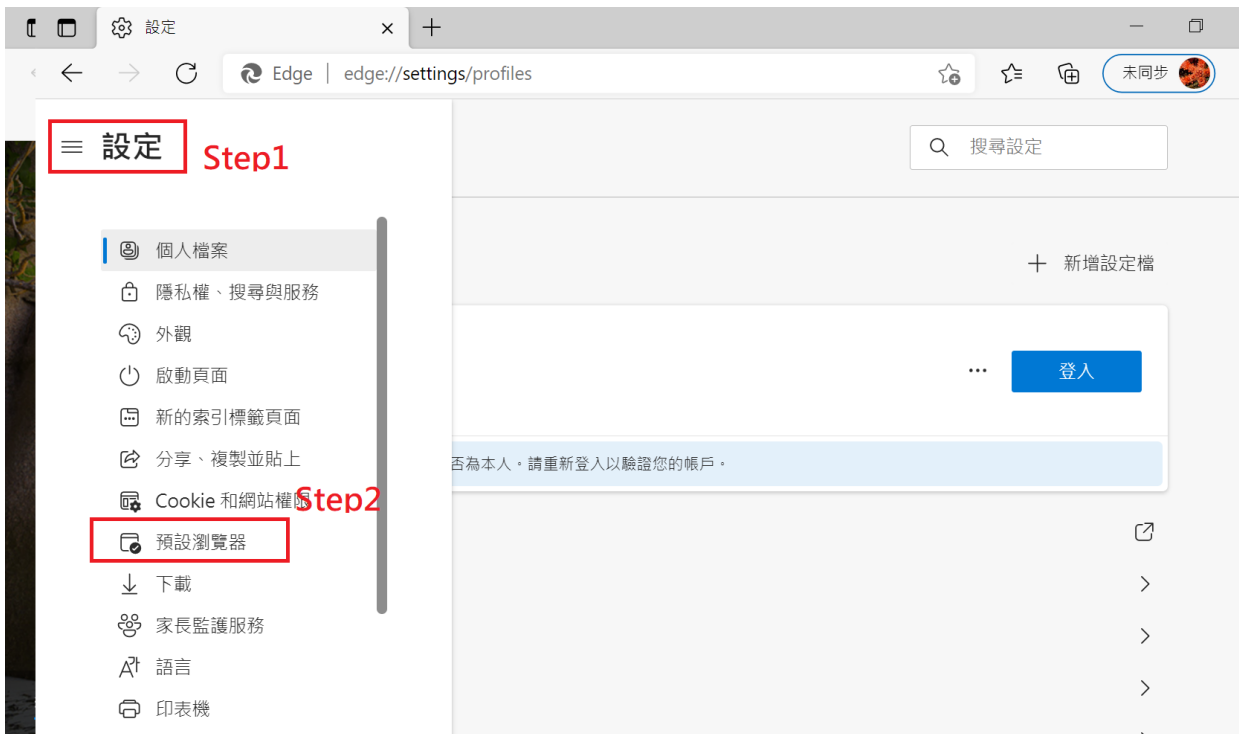 設定
Edge | edge://settings/profiles
未同步
設定
Step1
搜尋設定
個人檔案
新增設定檔
隱私權、搜尋與服務
外觀
啟動頁面
登入
新的索引標籤頁面
分享、複製並貼上
否為本人。請重新登入以驗證您的帳戶。
Cookie 和網站權限
Step2
預設瀏覽器
下載
家長監護服務
語言
印表機